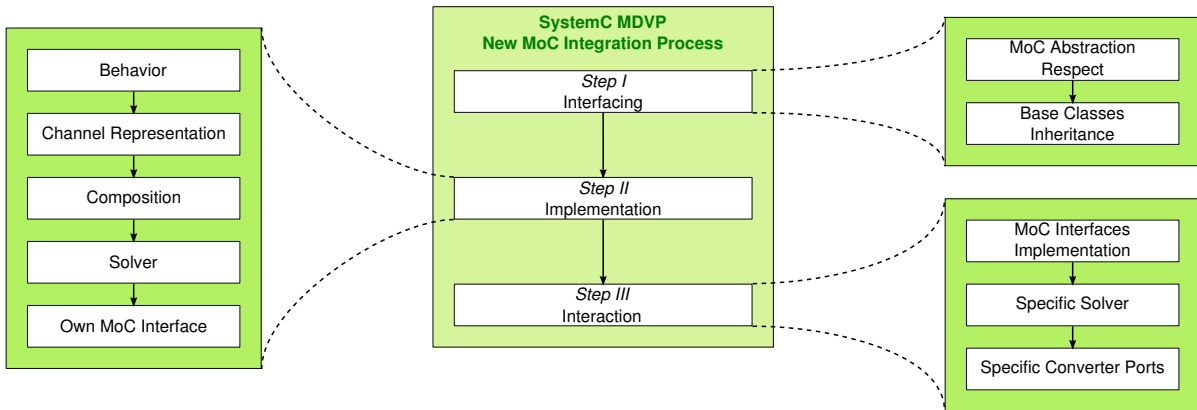 Behavior
Channel Representation
Composition
Solver
Own MoC Interface
SystemC MDVP
New MoC Integration Process
Step I
Interfacing
Step II
Implementation
Step III
Interaction
MoC Abstraction
Respect
Base Classes
Inheritance
MoC Interfaces
Implementation
Specific Solver
Specific Converter Ports